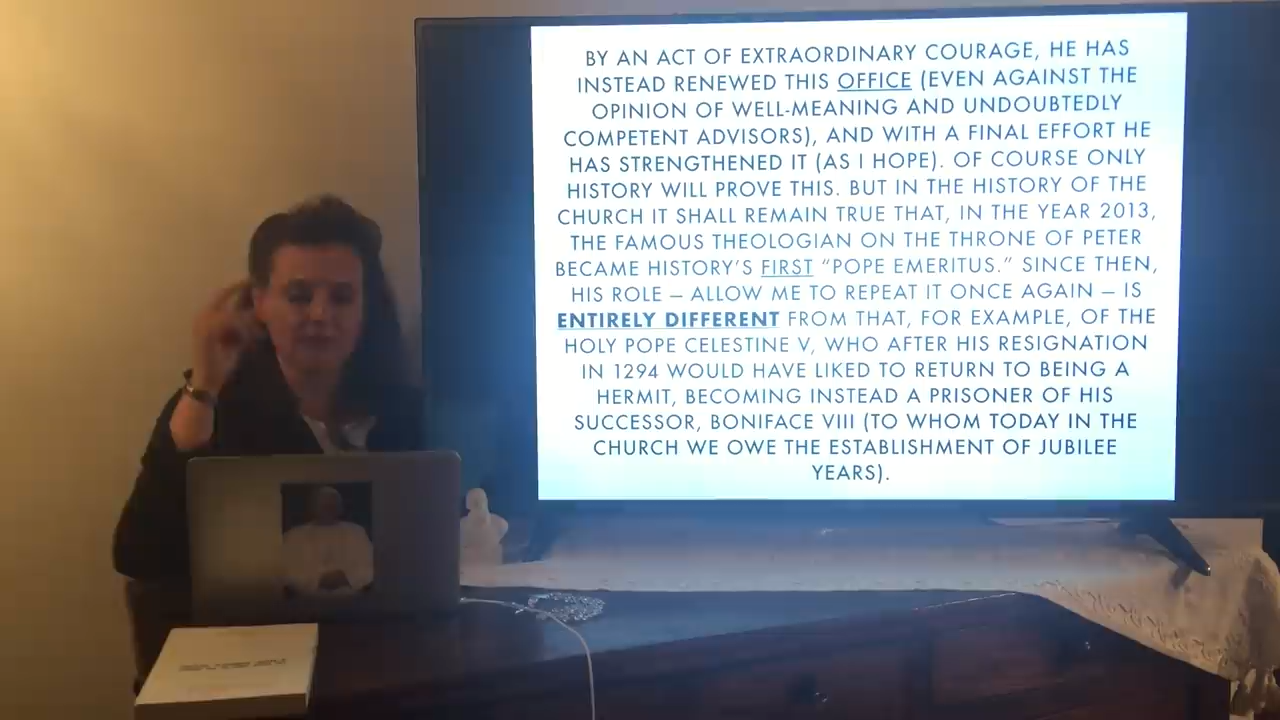 BY AN ACT OF EXTRAORDINARY COURAGE, HE HAS
INSTEAD RENEWED THIS OFFICE (EVEN AGAINST THE
OPINION OF WELL-MEANING AND UNDOUBTEDLY
COMPETENT ADVISORS), AND WITH A FINAL EFFORT HE
HAS STRENGTHENED IT (AS I HOPE). OF COURSE ONLY
HISTORY WILL PROVE THIS. BUT IN THE HISTORY OF THE
CHURCH IT SHALL REMAIN TRUE THAT, IN THE YEAR 2013,
THE FAMOUS THEOLOGIAN ON THE THRONE OF PETER
BECAME HISTORY'S FIRST “POPE EMERITUS.” SINCE THEN,
HIS ROLE – ALLOW ME TO REPEAT IT ONCE AGAIN – IS
ENTIRELY DIFFERENT FROM THAT, FOR EXAMPLE, OF THE
HOLY POPE CELESTINE V, WHO AFTER HIS RESIGNATION
IN 1294 WOULD HAVE LIKED TO RETURN TO BEING A
HERMIT, BECOMING INSTEAD A PRISONER OF HIS
SUCCESSOR, BONIFACE VIII (TO WHOM TODAY IN THE
CHURCH WE OWE THE ESTABLISHMENT OF JUBILEE
YEARS).